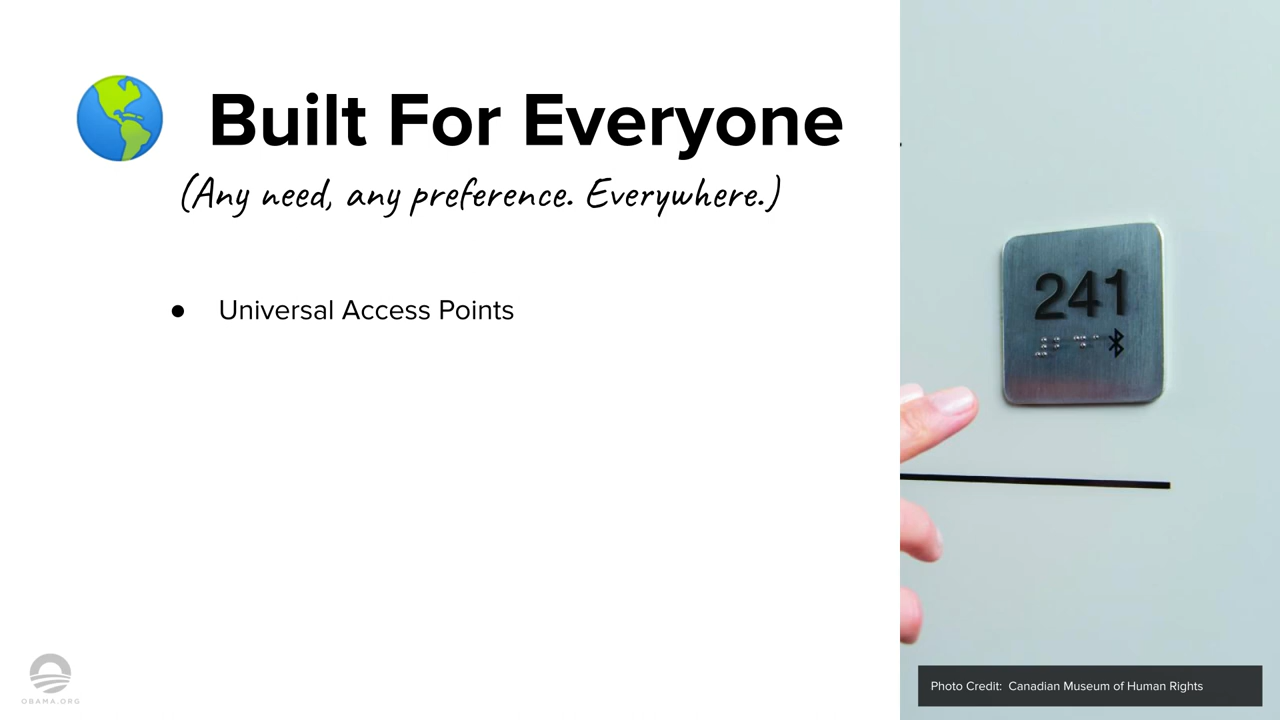 Built For Everyone
(Any need, any preference. Everywhere.)
● Universal Access Points
241
OBAMA.ORG
Photo Credit: Canadian Museum of Human Rights